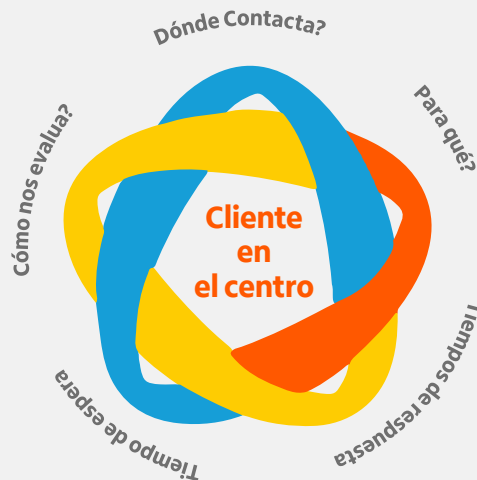 Dónde Contacta?
Para qué?
Tiempos de respuesta
Tiempo de espera
Cómo nos evalua?
Cliente
en
el centro